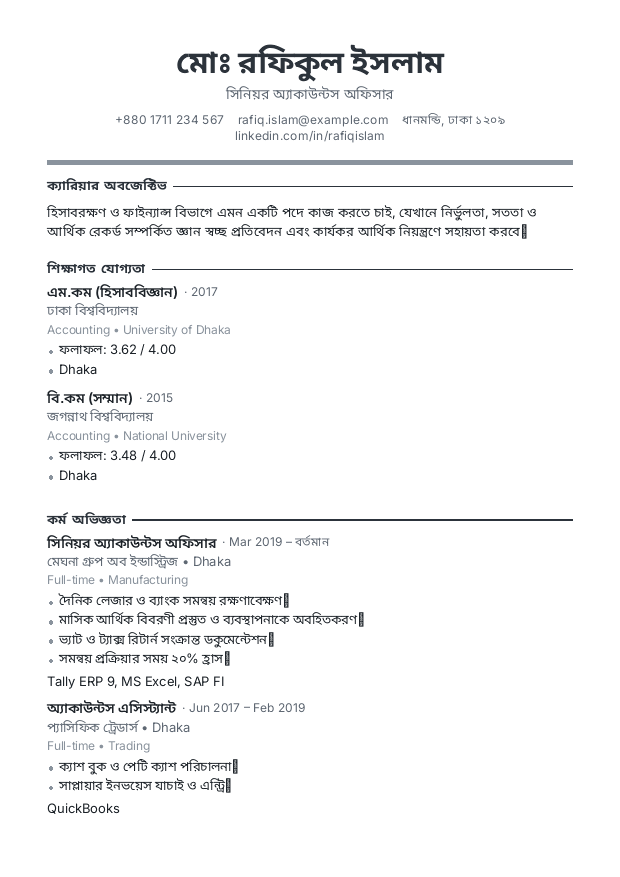 মোঃ রফিকুল ইসলাম
সিনিয়র অ্যাকাউন্টস অফিসার
+880 1711 234 567 rafiq.islam@example.com ধানমন্ডি, ঢাকা ১২০৯
linkedin.com/in/rafiqislam
ক্যারিয়ার অবজেক্টিভ
হিসাবরক্ষণ ও ফাইন্যান্স বিভাগে এমন একটি পদে কাজ করতে চাই, যেখানে নির্ভুলতা, সততা ও
আর্থিক রেকর্ড সম্পর্কিত জ্ঞান স্বচ্ছ প্রতিবেদন এবং কার্যকর আর্থিক নিয়ন্ত্রণে সহায়তা করবে
শিক্ষাগত যোগ্যতা
এম.কম (হিসাববিজ্ঞান) · 2017
ঢাকা বিশ্ববিদ্যালয়
Accounting • University of Dhaka
• ফলাফল: 3.62 / 4.00
• Dhaka
বি.কম (সম্মান) · 2015
জগন্নাথ বিশ্ববিদ্যালয়
Accounting • National University
• ফলাফল: 3.48 / 4.00
• Dhaka
কর্ম অভিজ্ঞতা
সিনিয়র অ্যাকাউন্টস অফিসার · Mar 2019 – বর্তমান
মেঘনা গ্রুপ অব ইন্ডাস্ট্রিজ • Dhaka
Full-time • Manufacturing
• দৈনিক লেজার ও ব্যাংক সমন্বয় রক্ষণাবেক্ষণ
• মাসিক আর্থিক বিবরণী প্রস্তুত ও ব্যবস্থাপনাকে অবহিতকরণ
• ভ্যাট ও ট্যাক্স রিটার্ন সংক্রান্ত ডকুমেন্টেশন
• সমন্বয় প্রক্রিয়ার সময় ২০% হ্রাস
Tally ERP 9, MS Excel, SAP FI
অ্যাকাউন্টস এসিস্ট্যান্ট · Jun 2017 – Feb 2019
প্যাসিফিক ট্রেডার্স • Dhaka
Full-time • Trading
• ক্যাশ বুক ও পেটি ক্যাশ পরিচালনা
• সাপ্লায়ার ইনভয়েস যাচাই ও এন্ট্রি
QuickBooks